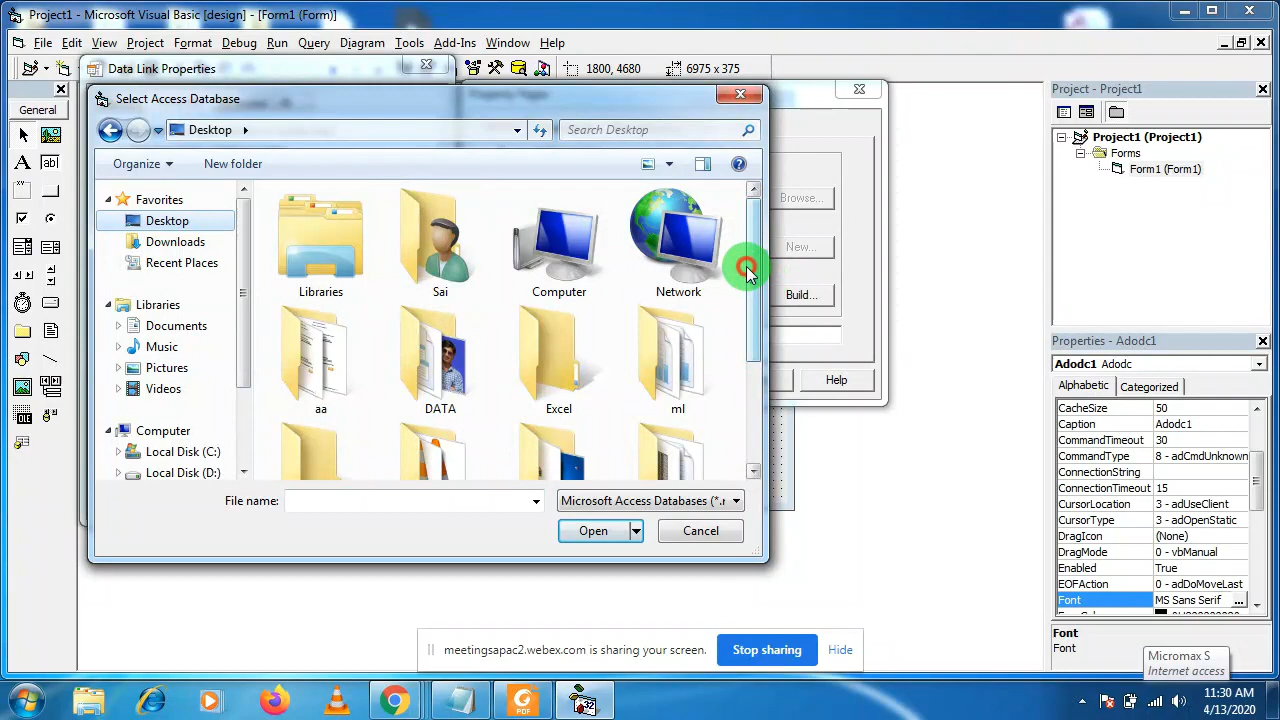 Project1 - Microsoft Visual Basic [design] - [Form1 (Form)]
File Edit View Project Format Debug Run Query Diagram Tools Add-Ins Window Help
1800, 4680 6975 x 375
Data Link Properties
General
Select Access Database
Desktop
Search Desktop
Organize New folder
Favorites
Desktop
Downloads
Recent Places
Libraries
Documents
Music
Pictures
Videos
Computer
Local Disk (C:)
Local Disk (D:)
Libraries Sai Computer Network
aa DATA Excel ml
File name:
Microsoft Access Databases (*.r
Open Cancel
Browse...
New...
Build...
Help
Project - Project1
Project1 (Project1)
Forms
Form1 (Form1)
Properties - Adodc1
Adodc1 Adodc
Alphabetic Categorized
CacheSize 50
Caption Adodc1
CommandTimeout 30
CommandType 8 - adCmdUnknown
ConnectionString
ConnectionTimeout 15
CursorLocation 3 - adUseClient
CursorType 3 - adOpenStatic
DragIcon (None)
DragMode 0 - vbManual
Enabled True
EOFAction 0 - adDoMoveLast
Font MS Sans Serif ...
Font
Font
Micromax S
Internet access
meetingsapac2.webex.com is sharing your screen. Stop sharing Hide
PDF
11:30 AM
4/13/2020